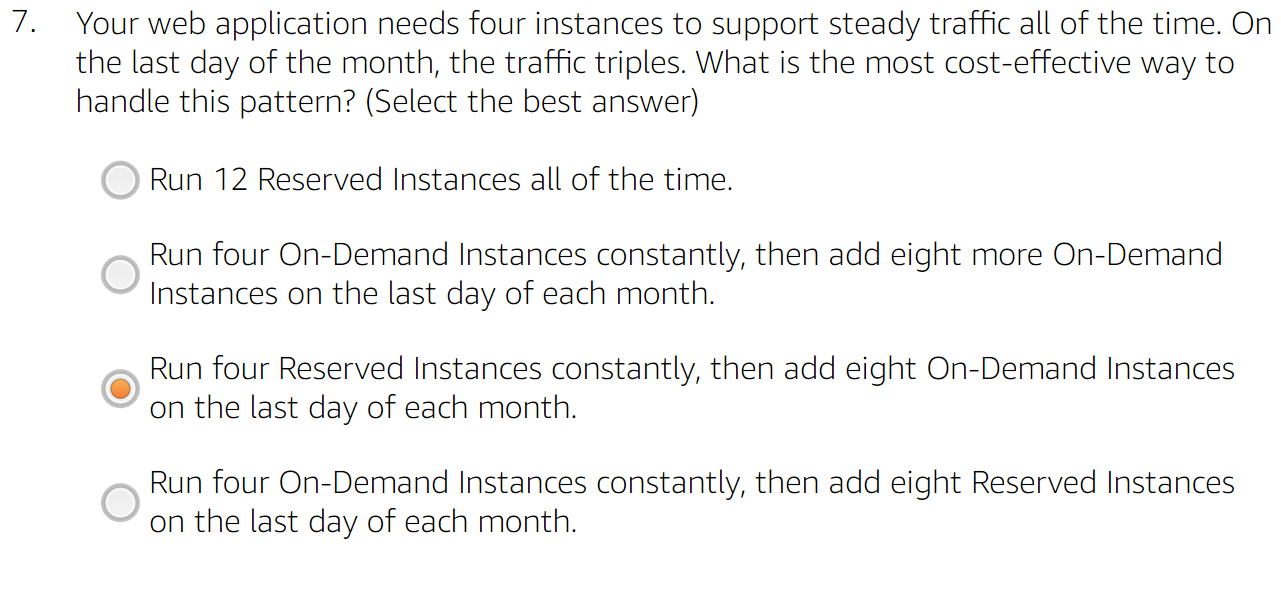 7. Your web application needs four instances to support steady traffic all of the time. On
the last day of the month, the traffic triples. What is the most cost-effective way to
handle this pattern? (Select the best answer)
Run 12 Reserved Instances all of the time.
Run four On-Demand Instances constantly, then add eight more On-Demand
Instances on the last day of each month.
Run four Reserved Instances constantly, then add eight On-Demand Instances
on the last day of each month.
Run four On-Demand Instances constantly, then add eight Reserved Instances
on the last day of each month.